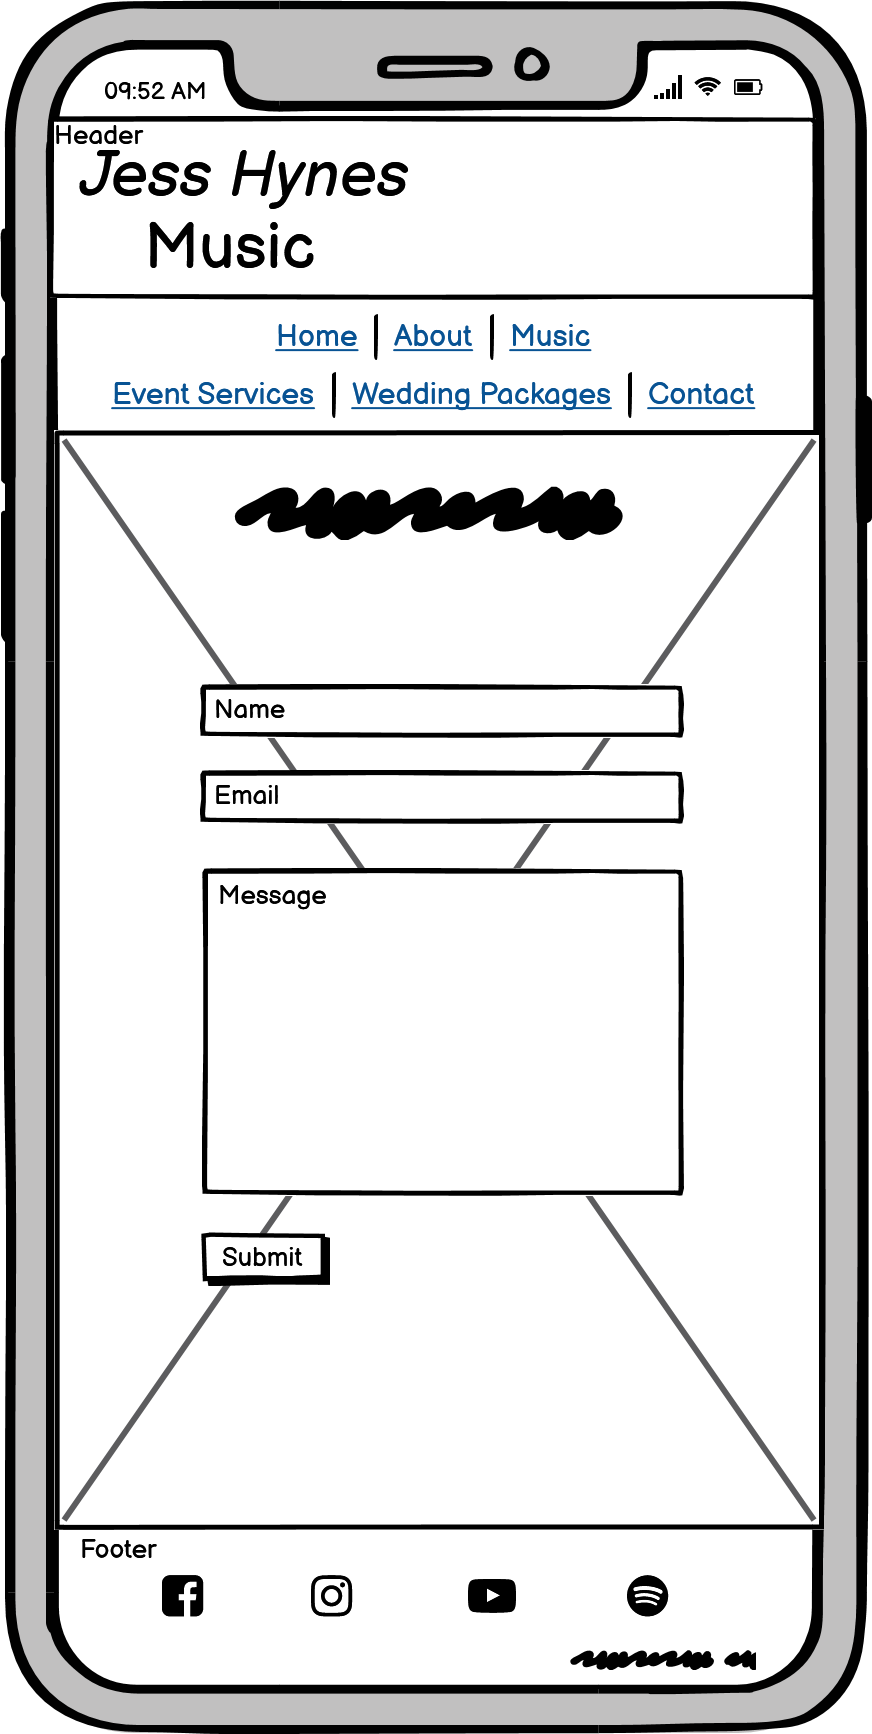 09:52 AM
Header
Jess Hynes
Music
Home | About | Music
Event Services | Wedding Packages | Contact
Name
Email
Message
Submit
Footer